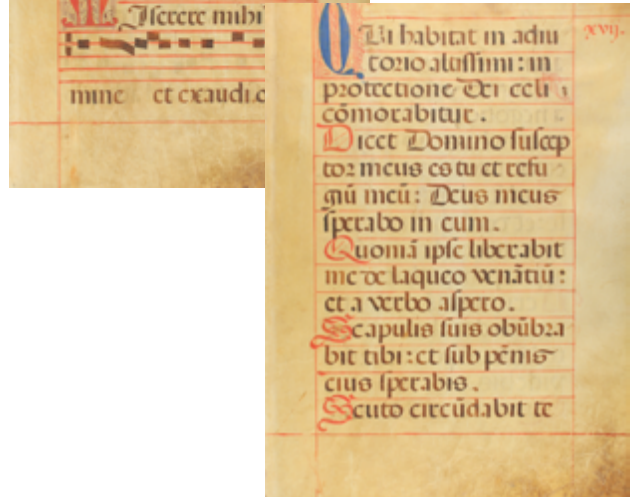 Miserere mihi
mine et exaudi o
xvij.
Qui habitat in adiu
torio altissimi : in
protectione Dei celi
cōmorabitur .
Dicet Domino suscep
tor meus es tu et refu
giū meū : Deus meus
sperabo in eum .
Quoniā ipse liberabit
me de laqueo venātiū :
et a verbo aspero .
Scapulis suis obūbra
bit tibi : et sub pēnis
eius sperabis .
Scuto circūdabit te